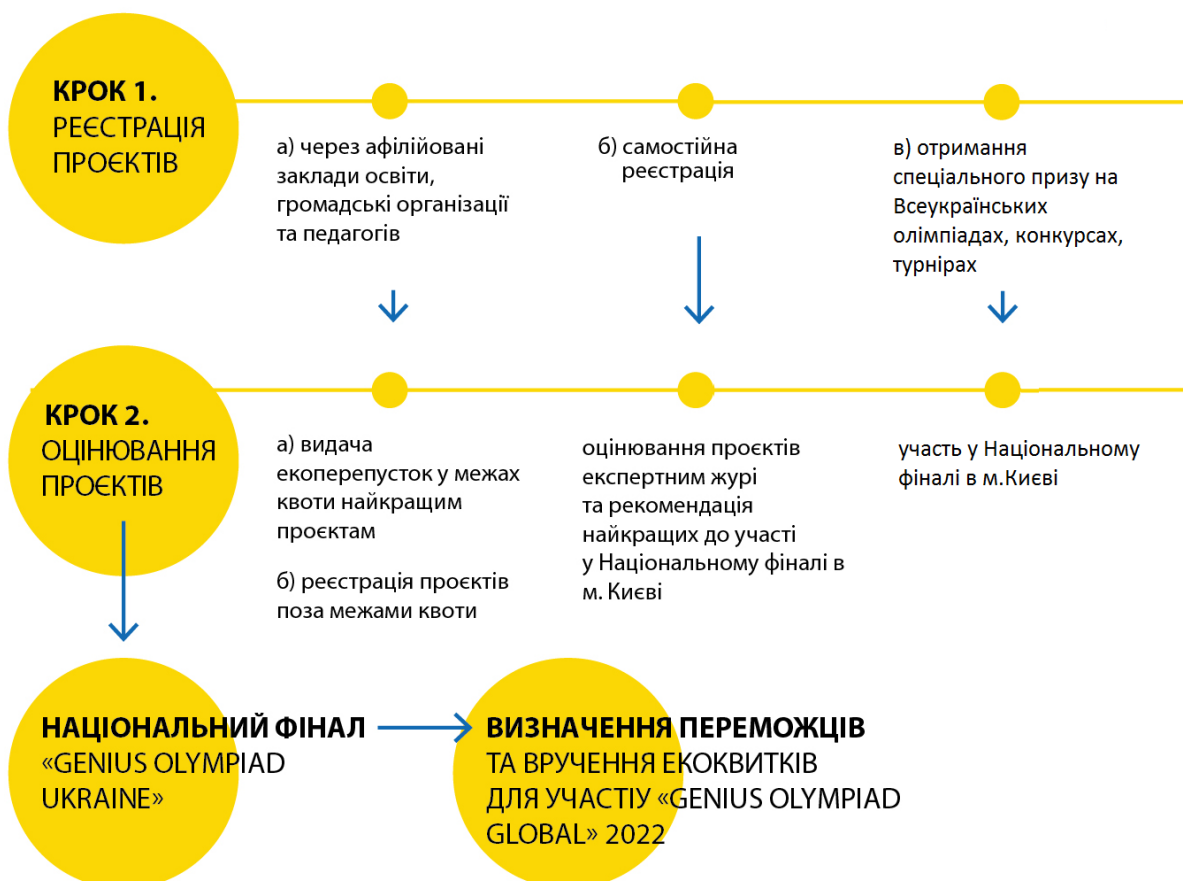 КРОК 1.
РЕЄСТРАЦІЯ
ПРОЄКТІВ
а) через афілійовані
заклади освіти,
громадські організації
та педагогів
б) самостійна
реєстрація
в) отримання
спеціального призу на
Всеукраїнських
олімпіадах, конкурсах,
турнірах
КРОК 2.
ОЦІНЮВАННЯ
ПРОЄКТІВ
а) видача
екоперепусток у межах
квоти найкращим
проєктам
б) реєстрація проєктів
поза межами квоти
оцінювання проєктів
експертним журі
та рекомендація
найкращих до участі
у Національному фіналі в
м. Києві
участь у Національному
фіналі в м.Києві
НАЦІОНАЛЬНИЙ ФІНАЛ
«GENIUS OLYMPIAD
UKRAINE»
ВИЗНАЧЕННЯ ПЕРЕМОЖЦІВ
ТА ВРУЧЕННЯ ЕКОКВИТКІВ
ДЛЯ УЧАСТІУ «GENIUS OLYMPIAD
GLOBAL» 2022